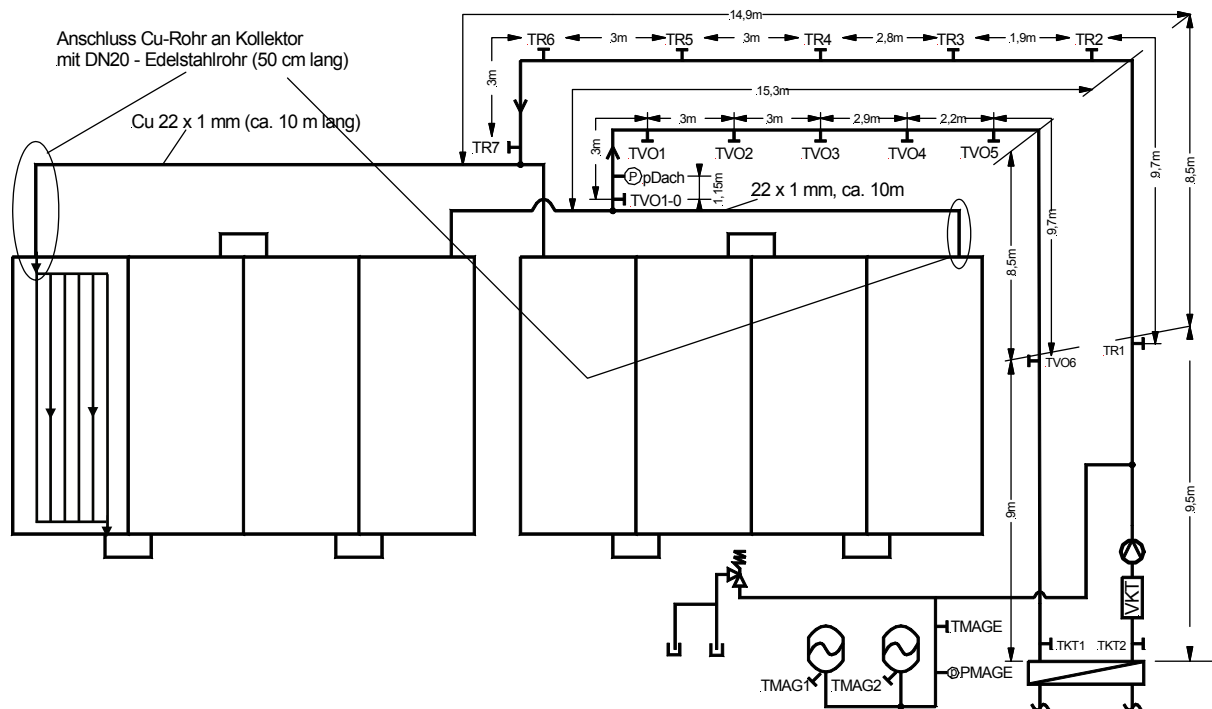 .14,9m
Anschluss Cu-Rohr an Kollektor
.mit DN20 - Edelstahlrohr (50 cm lang)
.TR6 .3m .TR5 .3m .TR4 .2,8m .TR3 .1,9m .TR2
.3m
.15,3m
.Cu 22 x 1 mm (ca. 10 m lang)
.TR7
.3m .3m .2,9m .2,2m
.3m
.TVO1 .TVO2 .TVO3 .TVO4 .TVO5
P .pDach
.1,15m
.TVO1-0
22 x 1 mm, ca. 10m
.9,7m
.8,5m
.9,7m
.8,5m
.TVO6
.TR1
.9m
.9,5m
VKT
.TMAGE
.TKT1 .TKT2
.TMAG1 .TMAG2
p .PMAGE